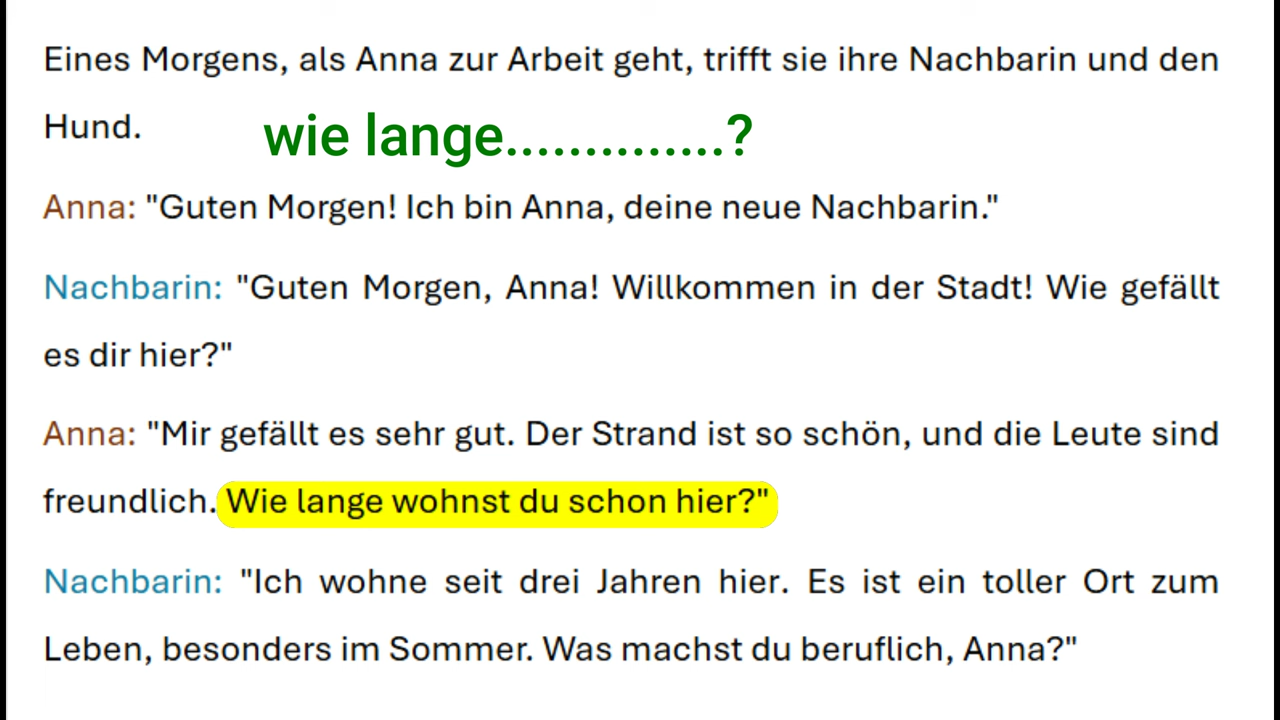 Eines Morgens, als Anna zur Arbeit geht, trifft sie ihre Nachbarin und den
Hund.
wie lange..............?
Anna: "Guten Morgen! Ich bin Anna, deine neue Nachbarin."
Nachbarin: "Guten Morgen, Anna! Willkommen in der Stadt! Wie gefällt
es dir hier?"
Anna: "Mir gefällt es sehr gut. Der Strand ist so schön, und die Leute sind
freundlich. Wie lange wohnst du schon hier?"
Nachbarin: "Ich wohne seit drei Jahren hier. Es ist ein toller Ort zum
Leben, besonders im Sommer. Was machst du beruflich, Anna?"